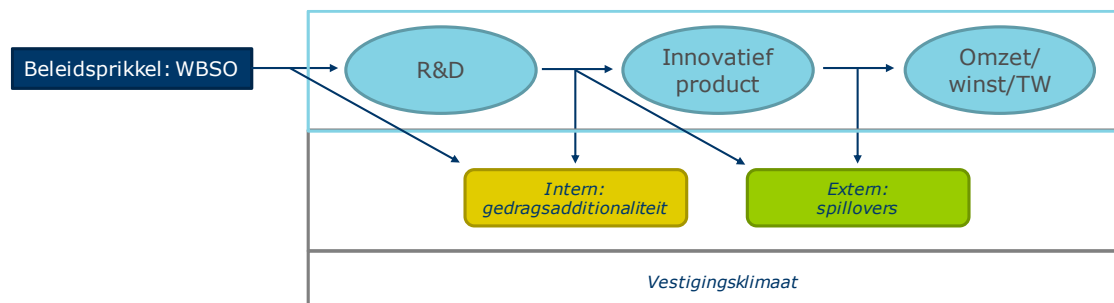 Beleidsprikkel: WBSO
R&D
Innovatief
product
Omzet/
winst/TW
Intern:
gedragsadditionaliteit
Extern:
spillovers
Vestigingsklimaat